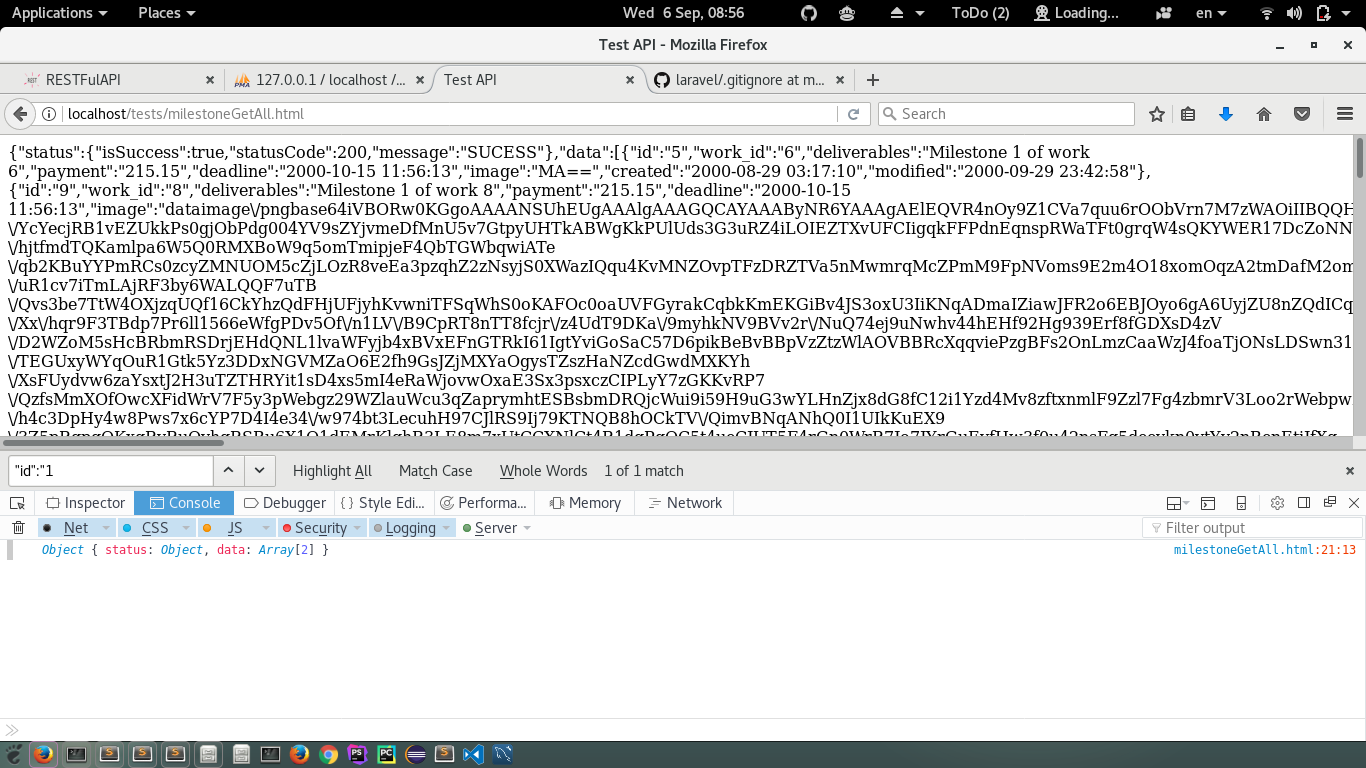 Applications Places Wed 6 Sep, 08:56 ToDo (2) Loading... en
Test API - Mozilla Firefox
RESTFulAPI 127.0.0.1 / localhost /... Test API laravel/.gitignore at m...
localhost/tests/milestoneGetAll.html Search
{"status":{"isSuccess":true,"statusCode":200,"message":"SUCESS"},"data":[{"id":"5","work_id":"6","deliverables":"Milestone 1 of work
6","payment":"215.15","deadline":"2000-10-15 11:56:13","image":"MA==","created":"2000-08-29 03:17:10","modified":"2000-09-29 23:42:58"},
{"id":"9","work_id":"8","deliverables":"Milestone 1 of work 8","payment":"215.15","deadline":"2000-10-15
11:56:13","image":"dataimage\/pngbase64iVBORw0KGgoAAAANSUhEUgAAAlgAAAGQCAYAAAByNR6YAAAgAElEQVR4nOy9Z1CVa7quu6rOObVrn7M7zWAOiIIBQQH
\/YcYecjRB1vEZUkkPs0gjObPdg004YV9sZYjvmeDfMnU5v7GtpyUHTkABWgKkPUlUds3G3uRZ4iLOIEZTXvUFCIigqkFFPdnEqnspRWaTFt0grqW4sQKYWER17DcZoNN
\/hjtfmdTQKamlpa6W5Q0RMXBoW9q5omTmipjeF4QbTGWbqwiATe
\/qb2KBuYYPmRCs0zcyZMNUOM5cZjLOzR8veEa3pzqhZ2zNsyjS0XWazIQqu4KvMNZOvpTFzDRZTVa5nMwmrqMcZPmM9FpNVoms9E2m4O18xomOqzA2tmDafM2om
\/uR1cv7iTmLAjRF3by6WALQQF7uTB
\/Qvs3be7TtW4OXjzqUQf16CkYhzQdFHjUFjyhKvwniTFSqWhS0oKAFOc0oaUVFGyrakCqbkKmEKGiBv4JS3oxU3IiKNqADmaIZiawJFR2o6EBJOyo6gA6UyjZU8nZQdICq
\/Xx\/hqr9F3TBdp7Pr6ll1566eWfgPDv5Of\/n1LV\/B9CpRT8nTT8fcjr\/z4UdT9DKa\/9myhkNV9BVv2r\/NuQ74ej9uNwhv44hEHf92Hg939Erf8fGDXsD4zV
\/D2WZoM5sHcBRbmRSDrjEHdQNL1lvaWFyjb4xBVxEFnGTRkI61IgtYviGoSaC57D6pikBeBvBBpVzZtzWlAOVBBRcXqqviePzgBFs2OnLmzCaaWzJ4foaTjONsLDSwn31
\/TEGUxyWYqOuR1Gtk5Yz3DDxNGVMZaO6E2fh9GsJZjMXYaOgysTZszHaNZcdGwdMXKYh
\/XsFUydvw6zaYsxtJ2H3uTZTHRYit1sD4xs5mI4eRaWjovwOxaE3Sx3psxczCIPLyY7zGKKvRP7
\/QzfsMmXOfOwcXFidWrV7F5y3pWebgz29WZlauWcu3qZaprymhtESBsbmDRQjcWui9i59H9uG3wYLHnZjx8dG8fC12i1Yzd4Mv8zftxnmlF9Zzl7Fg4zbmrV3Loo2rWebpw
\/h4c3DpHy4w8Pws7x6cYP7D4I4e34\/w974bt3LecuhH97CJlRS9Ij79KTNQB8hOCkTV\/QimvBNqANhQ0I1UIkKuEX9
"id":"1 Highlight All Match Case Whole Words 1 of 1 match
Inspector Console Debugger { } Style Edi... Performa... Memory Network
Net CSS JS Security Logging Server Filter output
Object { status: Object, data: Array[2] } milestoneGetAll.html:21:13